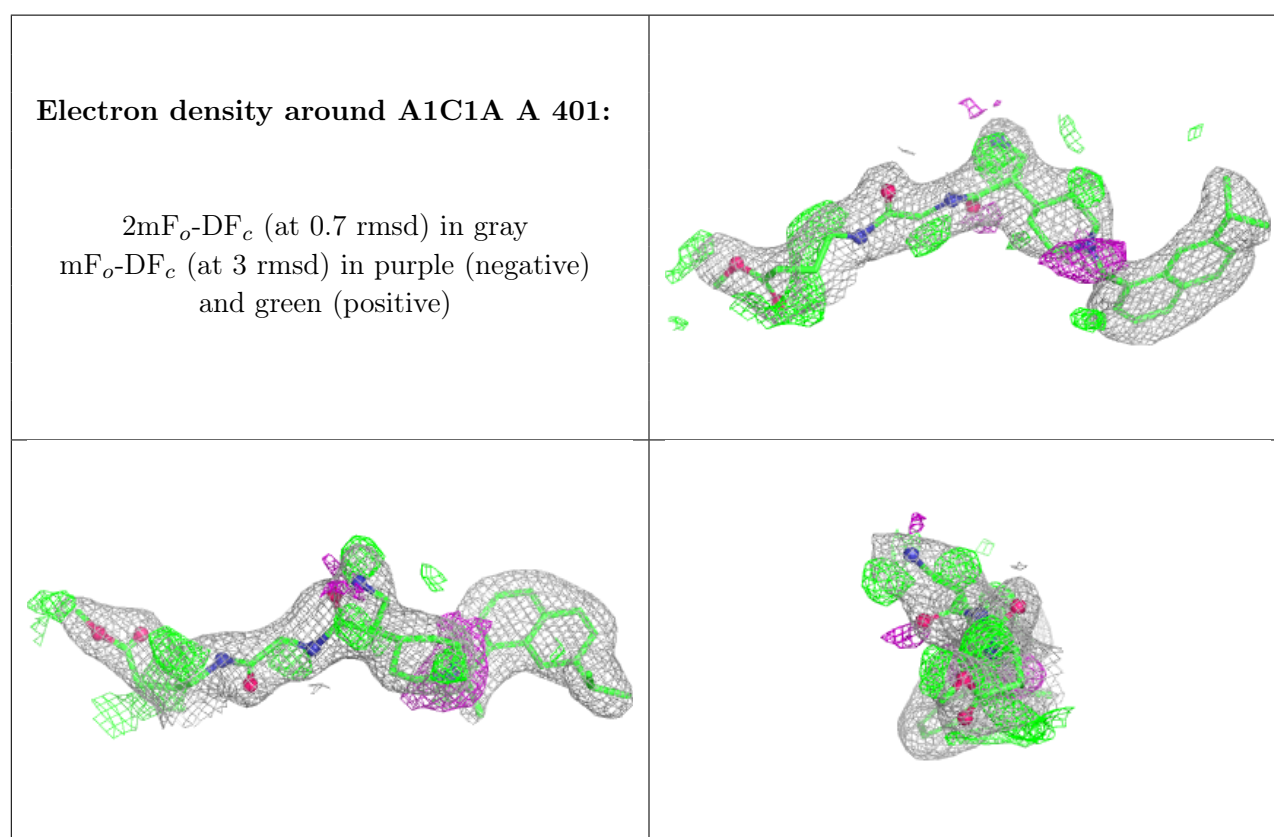 Electron density around A1C1A A 401:
2mFo-DFc (at 0.7 rmsd) in gray
mFo-DFc (at 3 rmsd) in purple (negative)
and green (positive)